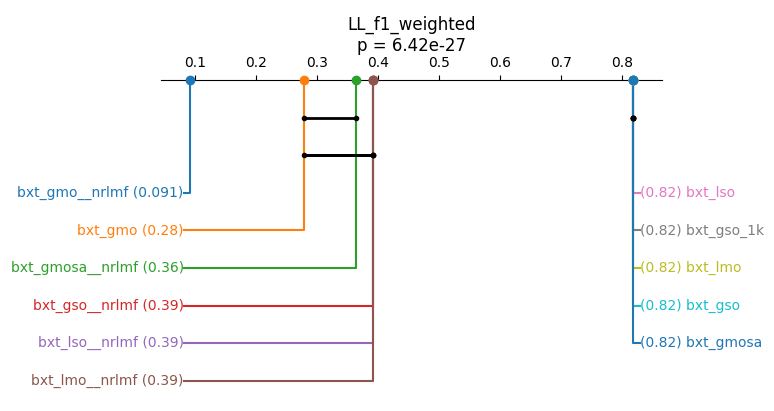 LL_f1_weighted
p = 6.42e-27
0.1 0.2 0.3 0.4 0.5 0.6 0.7 0.8
bxt_gmo__nrlmf (0.091) (0.82) bxt_lso
bxt_gmo (0.28) (0.82) bxt_gso_1k
bxt_gmosa__nrlmf (0.36) (0.82) bxt_lmo
bxt_gso__nrlmf (0.39) (0.82) bxt_gso
bxt_lso__nrlmf (0.39) (0.82) bxt_gmosa
bxt_lmo__nrlmf (0.39)